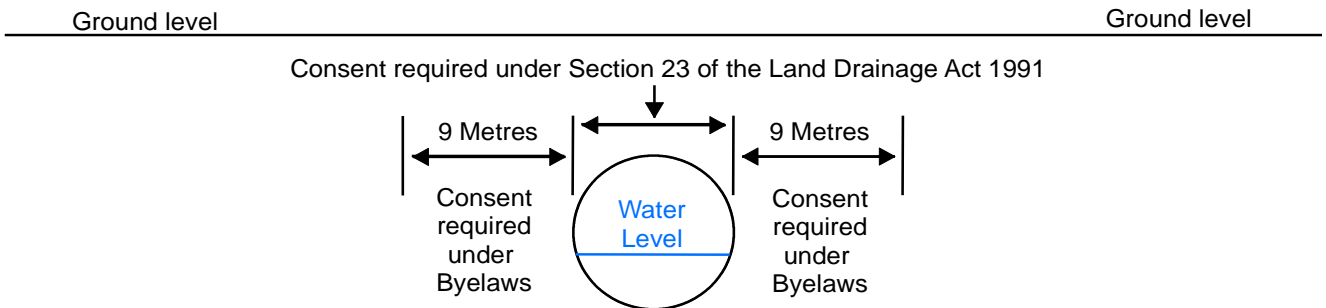 Ground level
Ground level
Consent required under Section 23 of the Land Drainage Act 1991
9 Metres
9 Metres
Consent
required
under
Byelaws
Water
Level
Consent
required
under
Byelaws